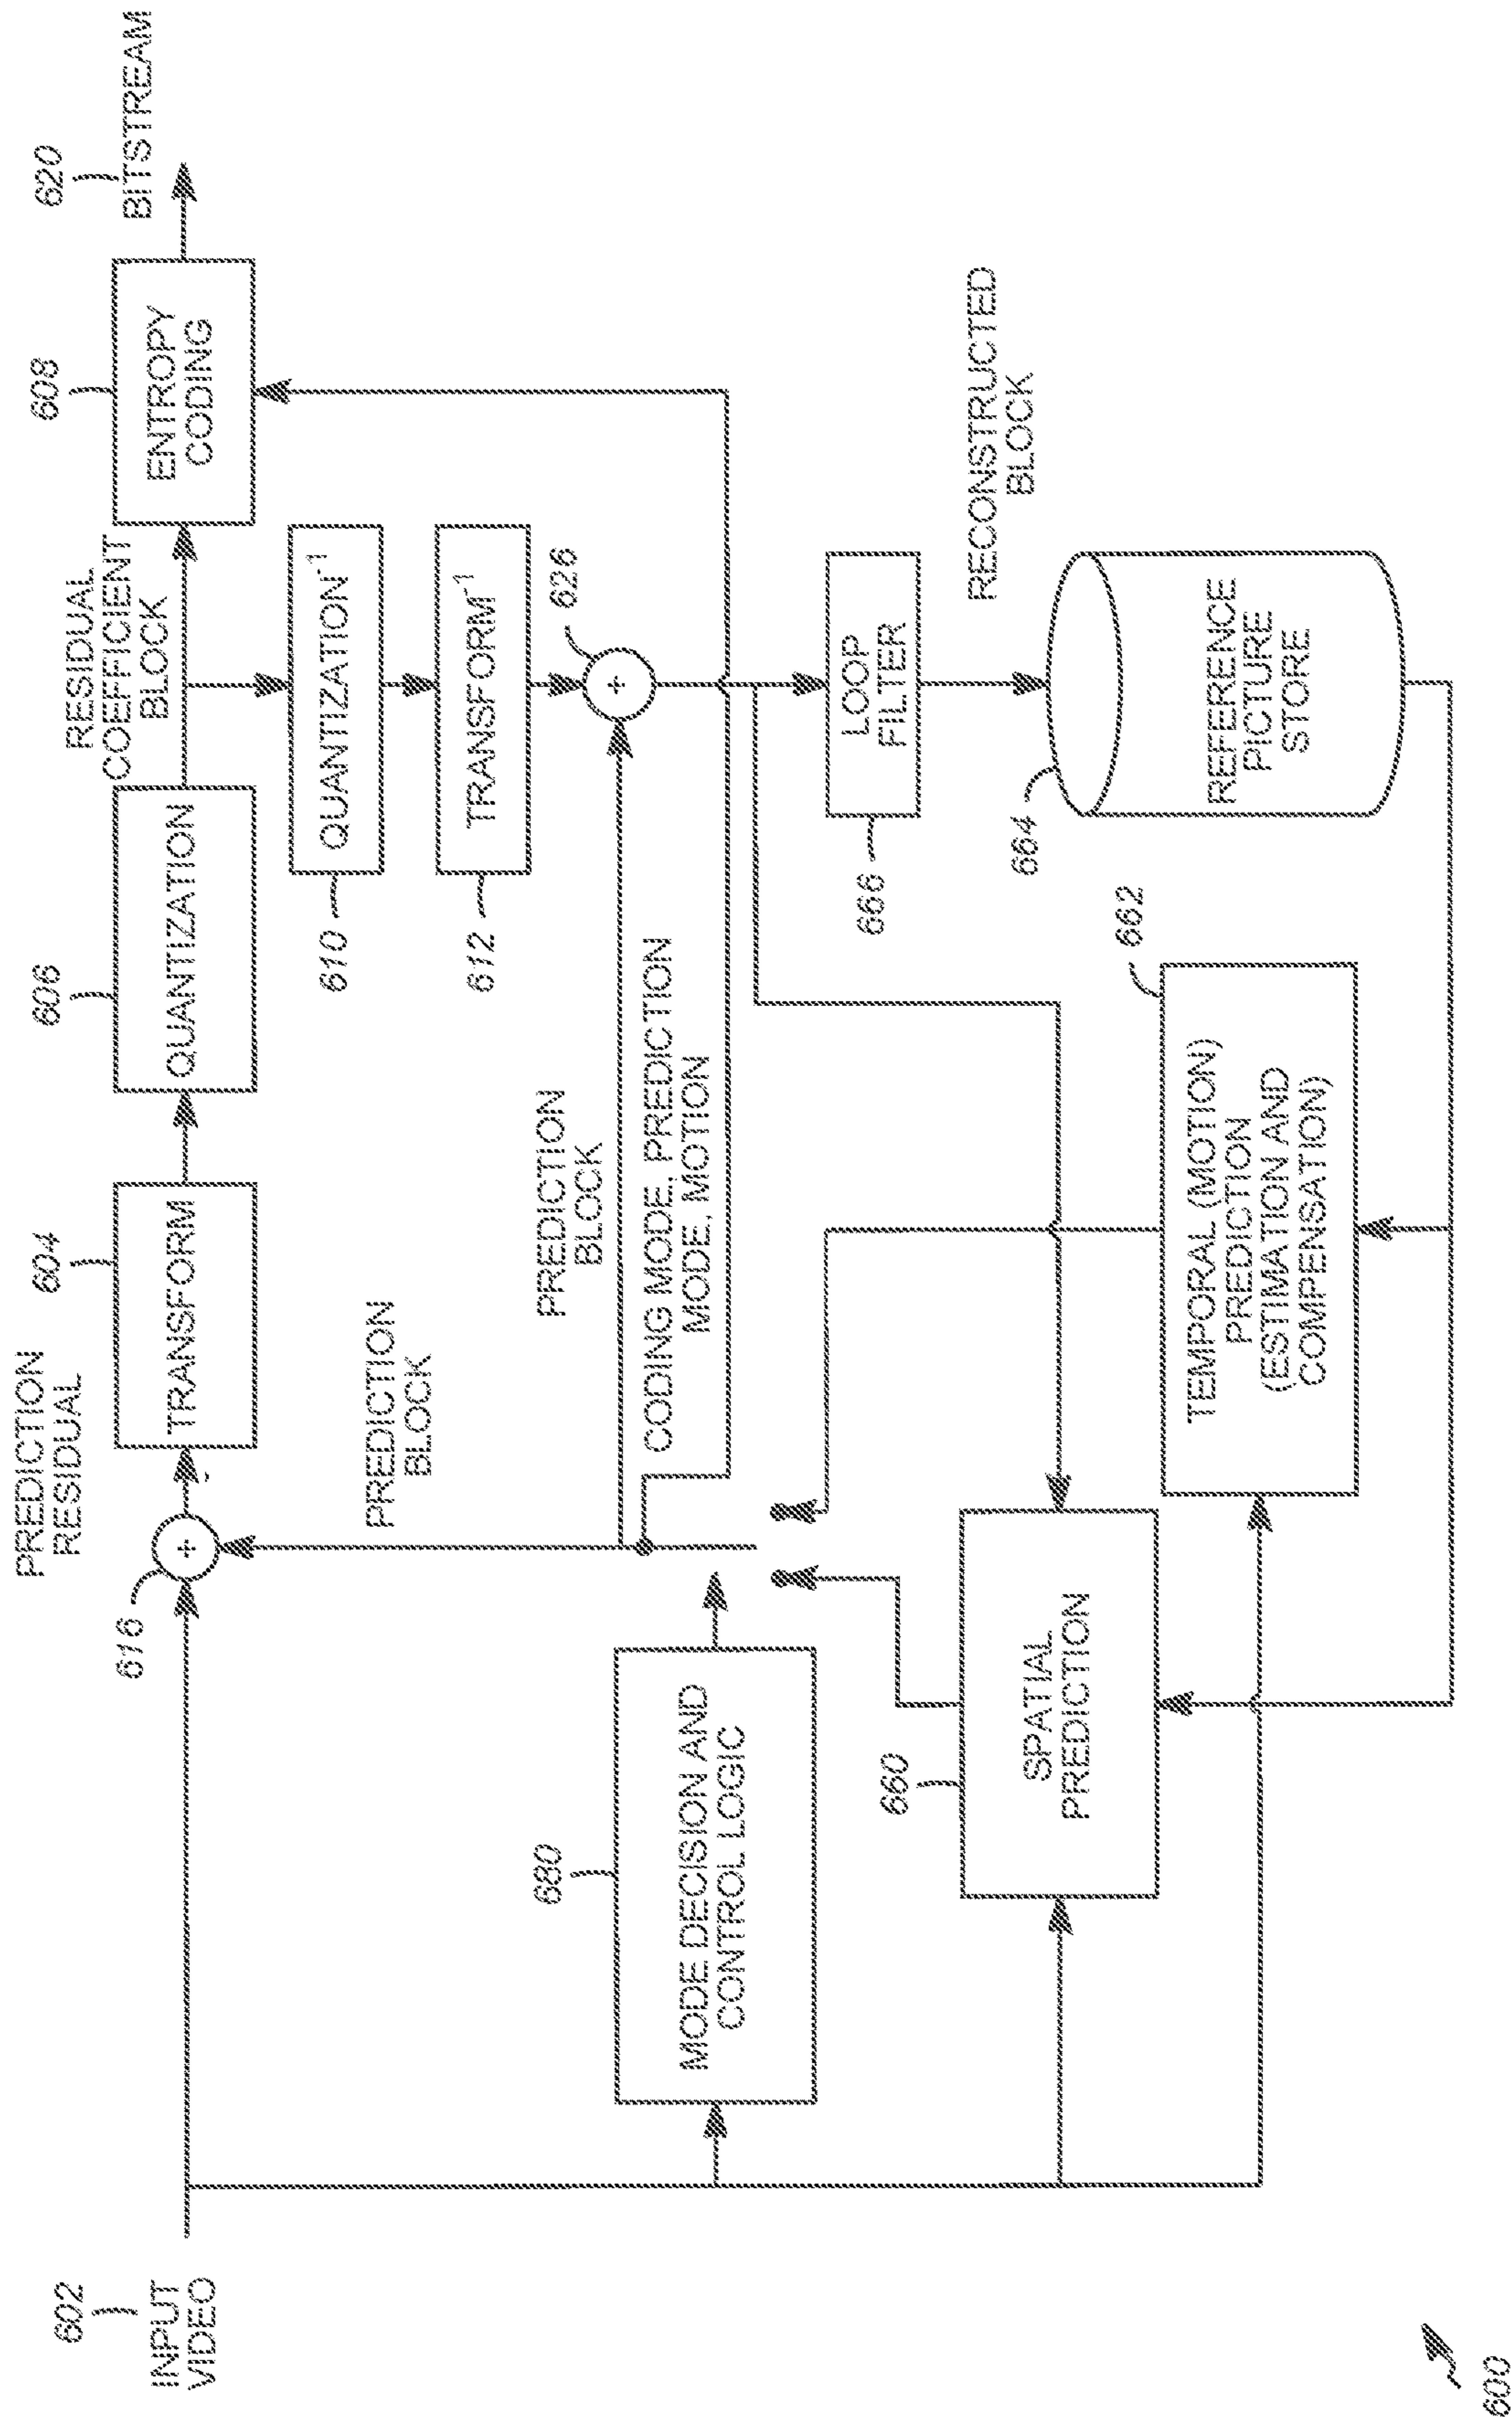 602
INPUT
VIDEO
616
PREDICTION
RESIDUAL
+
604
TRANSFORM
606
QUANTIZATION
RESIDUAL
COEFFICIENT
BLOCK
608
ENTROPY
CODING
620
BITSTREAM
610
QUANTIZATION-1
612
TRANSFORM-1
626
+
PREDICTION
BLOCK
PREDICTION
BLOCK
CODING MODE, PREDICTION
MODE, MOTION
680
MODE DECISION AND
CONTROL LOGIC
660
SPATIAL
PREDICTION
662
TEMPORAL (MOTION)
PREDICTION
(ESTIMATION AND
COMPENSATION)
666
LOOP
FILTER
RECONSTRUCTED
BLOCK
664
REFERENCE
PICTURE
STORE
600